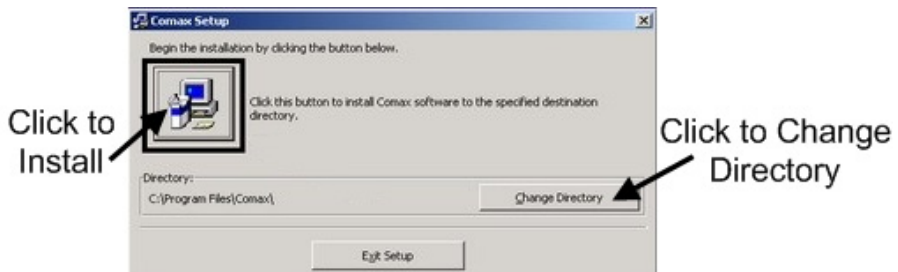 Comax Setup
Begin the installation by clicking the button below.
Click this button to install Comax software to the specified destination
directory.
Click to
Install
Click to Change
Directory
Directory:
C:\Program Files\Comax\
Change Directory
Exit Setup